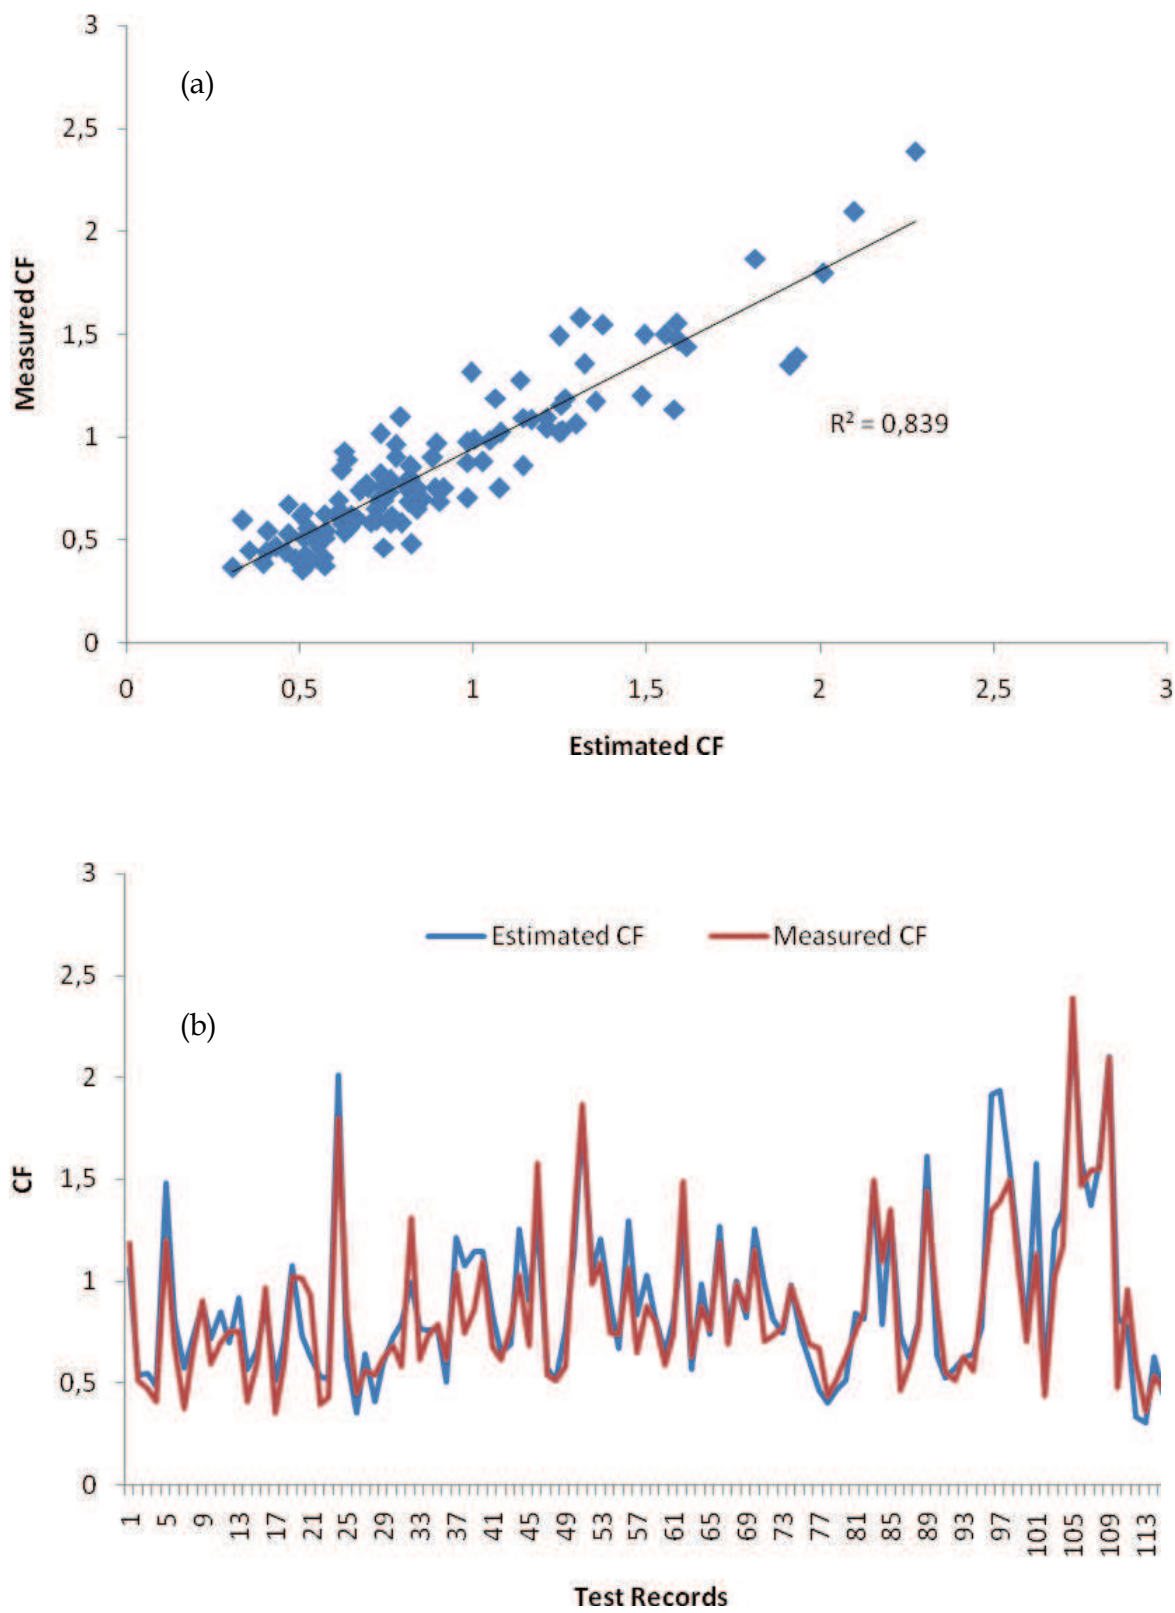 3
(a)
2,5
2
Measured CF
1,5
R² = 0,839
1
0,5
0
0 0,5 1 1,5 2 2,5 3
Estimated CF
3
Estimated CF Measured CF
2,5
(b)
2
1,5
CF
1
0,5
0
1 5 9 13 17 21 25 29 33 37 41 45 49 53 57 61 65 69 73 77 81 85 89 93 97 101 105 109 113
Test Records